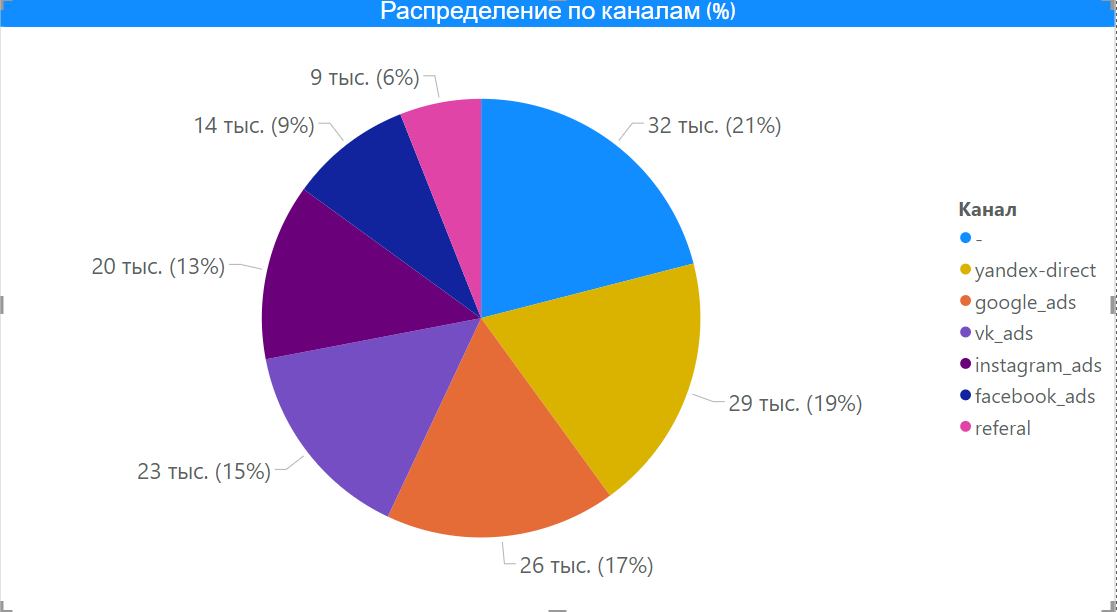 Распределение по каналам (%)
9 тыс. (6%)
14 тыс. (9%)
32 тыс. (21%)
20 тыс. (13%)
29 тыс. (19%)
23 тыс. (15%)
26 тыс. (17%)
Канал
-
yandex-direct
google_ads
vk_ads
instagram_ads
facebook_ads
referal